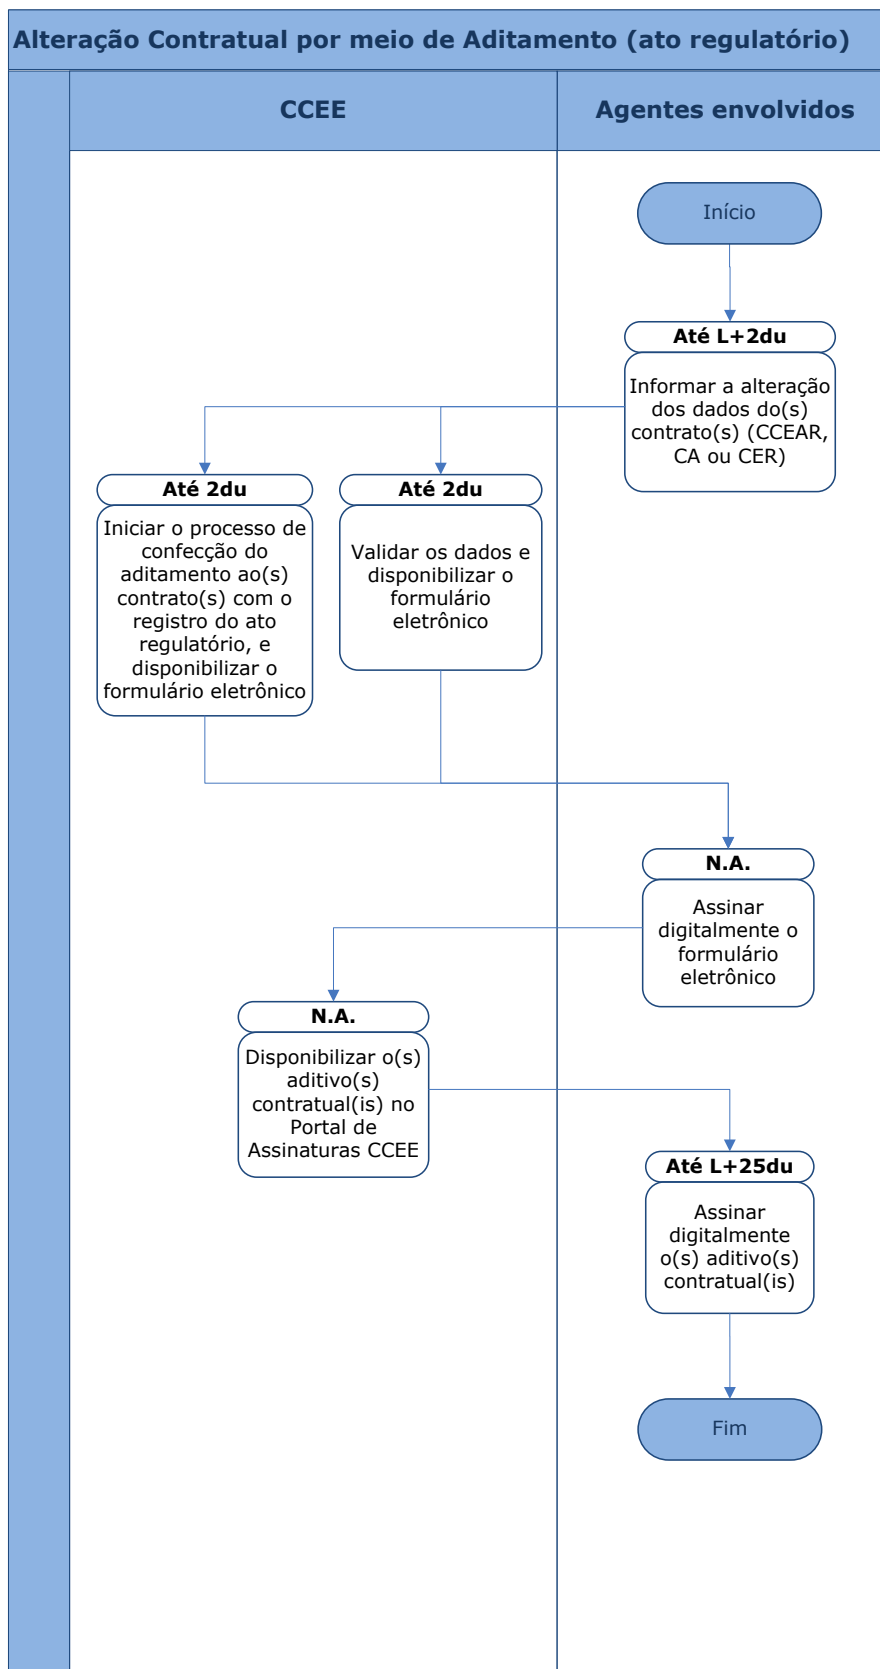 Alteração Contratual por meio de Aditamento (ato regulatório)
CCEE
Agentes envolvidos
Início
Até L+2du
Informar a alteração
dos dados do(s)
contrato(s) (CCEAR,
CA ou CER)
Até 2du
Iniciar o processo de
confecção do
aditamento ao(s)
contrato(s) com o
registro do ato
regulatório, e
disponibilizar o
formulário eletrônico
Até 2du
Validar os dados e
disponibilizar o
formulário
eletrônico
N.A.
Assinar
digitalmente o
formulário
eletrônico
N.A.
Disponibilizar o(s)
aditivo(s)
contratual(is) no
Portal de
Assinaturas CCEE
Até L+25du
Assinar
digitalmente
o(s) aditivo(s)
contratual(is)
Fim